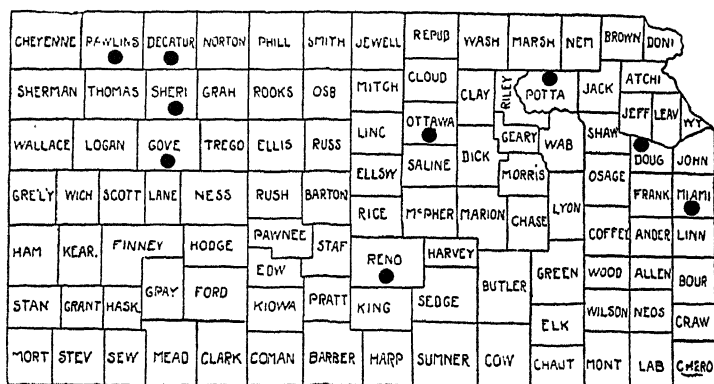 CHEYENNE RAWLINS DECATUR NORTON PHILL SMITH JEWELL REPUB WASH MARSH NEM BROWN DONI
SHERMAN THOMAS SHERI GRAH ROOKS OSB MITCH CLOUD CLAY RILEY POTTA JACK ATCHI
JEFF LEAV WY
WALLACE LOGAN GOVE TREGO ELLIS RUSS LINC OTTAWA DICK GEARY WAB SHAW DOUG JOHN
ELLSW SALINE MORRIS OSAGE FRANK MIAMI
GRE'LY WICH SCOTT LANE NESS RUSH BARTON RICE McPHER MARION CHASE LYON
HAM KEAR. FINNEY HODGE PAWNEE STAF RENO HARVEY COFFEY ANDER LINN
EDW BUTLER GREEN WOOD ALLEN BOUR
STAN GRANT HASK GPAY FORD KIOWA PRATT KING SEDGE ELK WILSON NEOS CRAW
MORT STEV SEW MEAD CLARK COMAN BARBER HARP SUMNER COW CHAUT MONT LAB CHERO